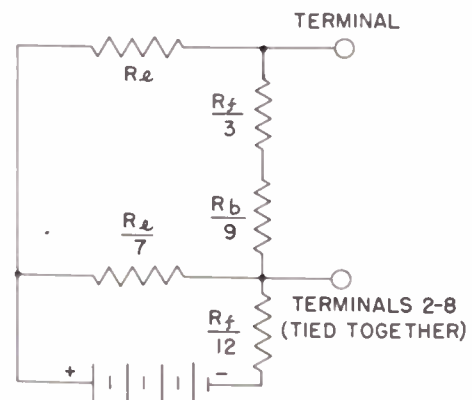 TERMINAL
Re
Rf
3
Rb
9
Re
7
TERMINALS 2-8
(TIED TOGETHER)
Rf
12
+
-